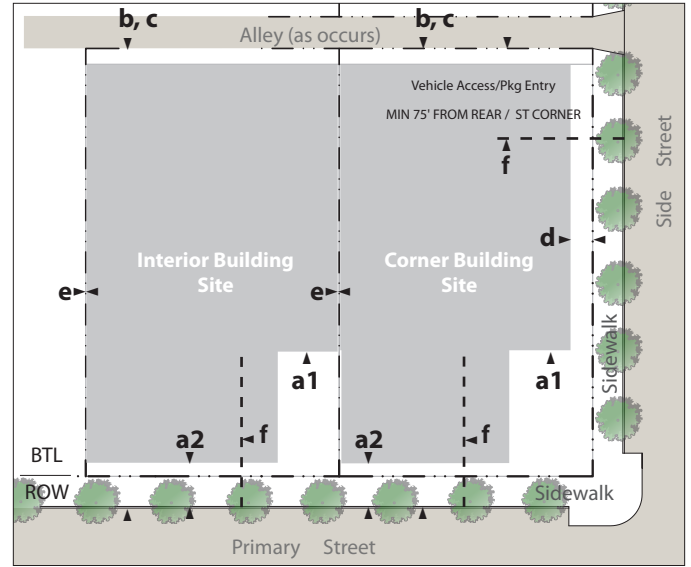 b, c
b, c
Alley (as occurs)
Vehicle Access/Pkg Entry
MIN 75' FROM REAR / ST CORNER
f
Side Street
d
Interior Building
Site
Corner Building
Site
e
e
Sidewalk
a1
a1
a2
f
a2
f
BTL
ROW
Sidewalk
Primary Street